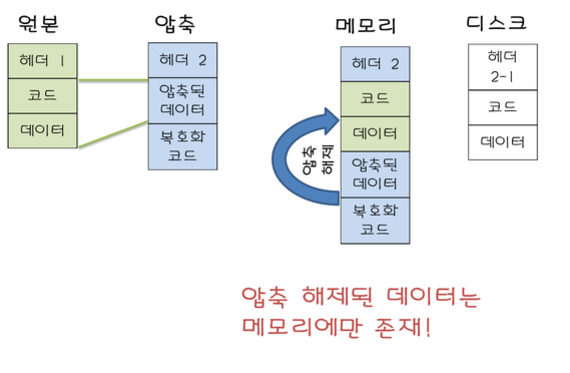 원본
헤더 1
코드
데이터
압축
헤더 2
압축된
데이터
복호화
코드
메모리
헤더 2
코드
데이터
압축된
데이터
복호화
코드
압축
해제
디스크
헤더
2-1
코드
데이터
압축 해제된 데이터는
메모리에만 존재!